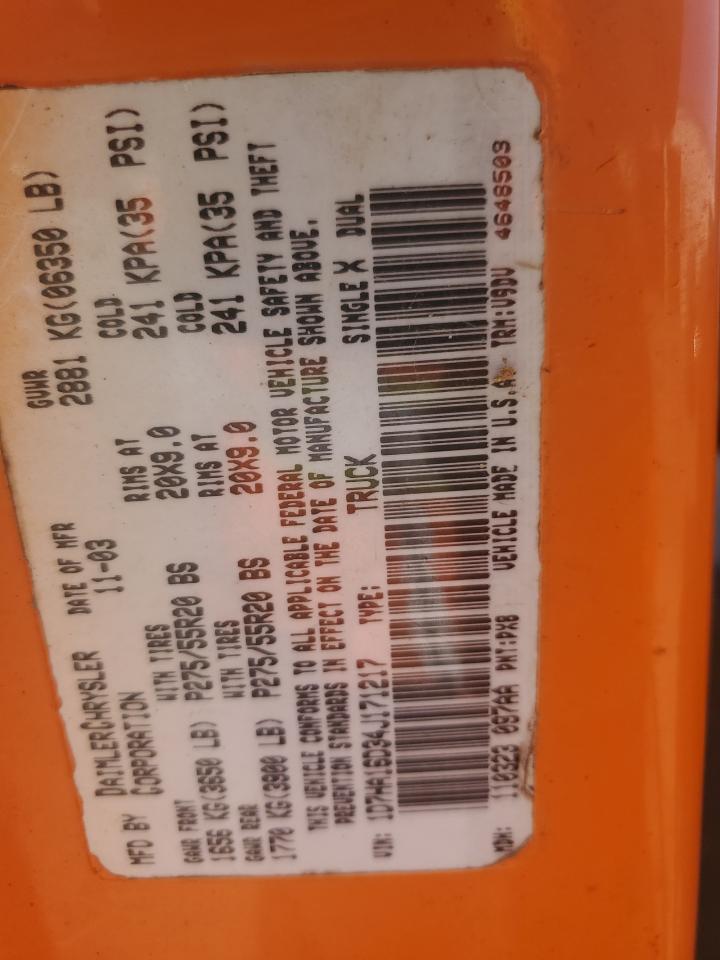 MFD BY DAIMLERCHRYSLER CORPORATION DATE OF MFR 11-03 GVWR 2881 KG(06350 LB)
GAWR FRONT 1656 KG(3650 LB) WITH TIRES P275/55R20 BS RIMS AT 20X9.0 COLD 241 KPA(35 PSI)
GAWR REAR 1770 KG(3900 LB) WITH TIRES P275/55R20 BS RIMS AT 20X9.0 COLD 241 KPA(35 PSI)
THIS VEHICLE CONFORMS TO ALL APPLICABLE FEDERAL MOTOR VEHICLE SAFETY AND THEFT
PREVENTION STANDARDS IN EFFECT ON THE DATE OF MANUFACTURE SHOWN ABOVE.
VIN: 1D7HA16D34J171217 TYPE: TRUCK SINGLE X DUAL
MDH: 110323 097AA PNT:PX8 VEHICLE MADE IN U.S.A. TRM:V9DV 4648503